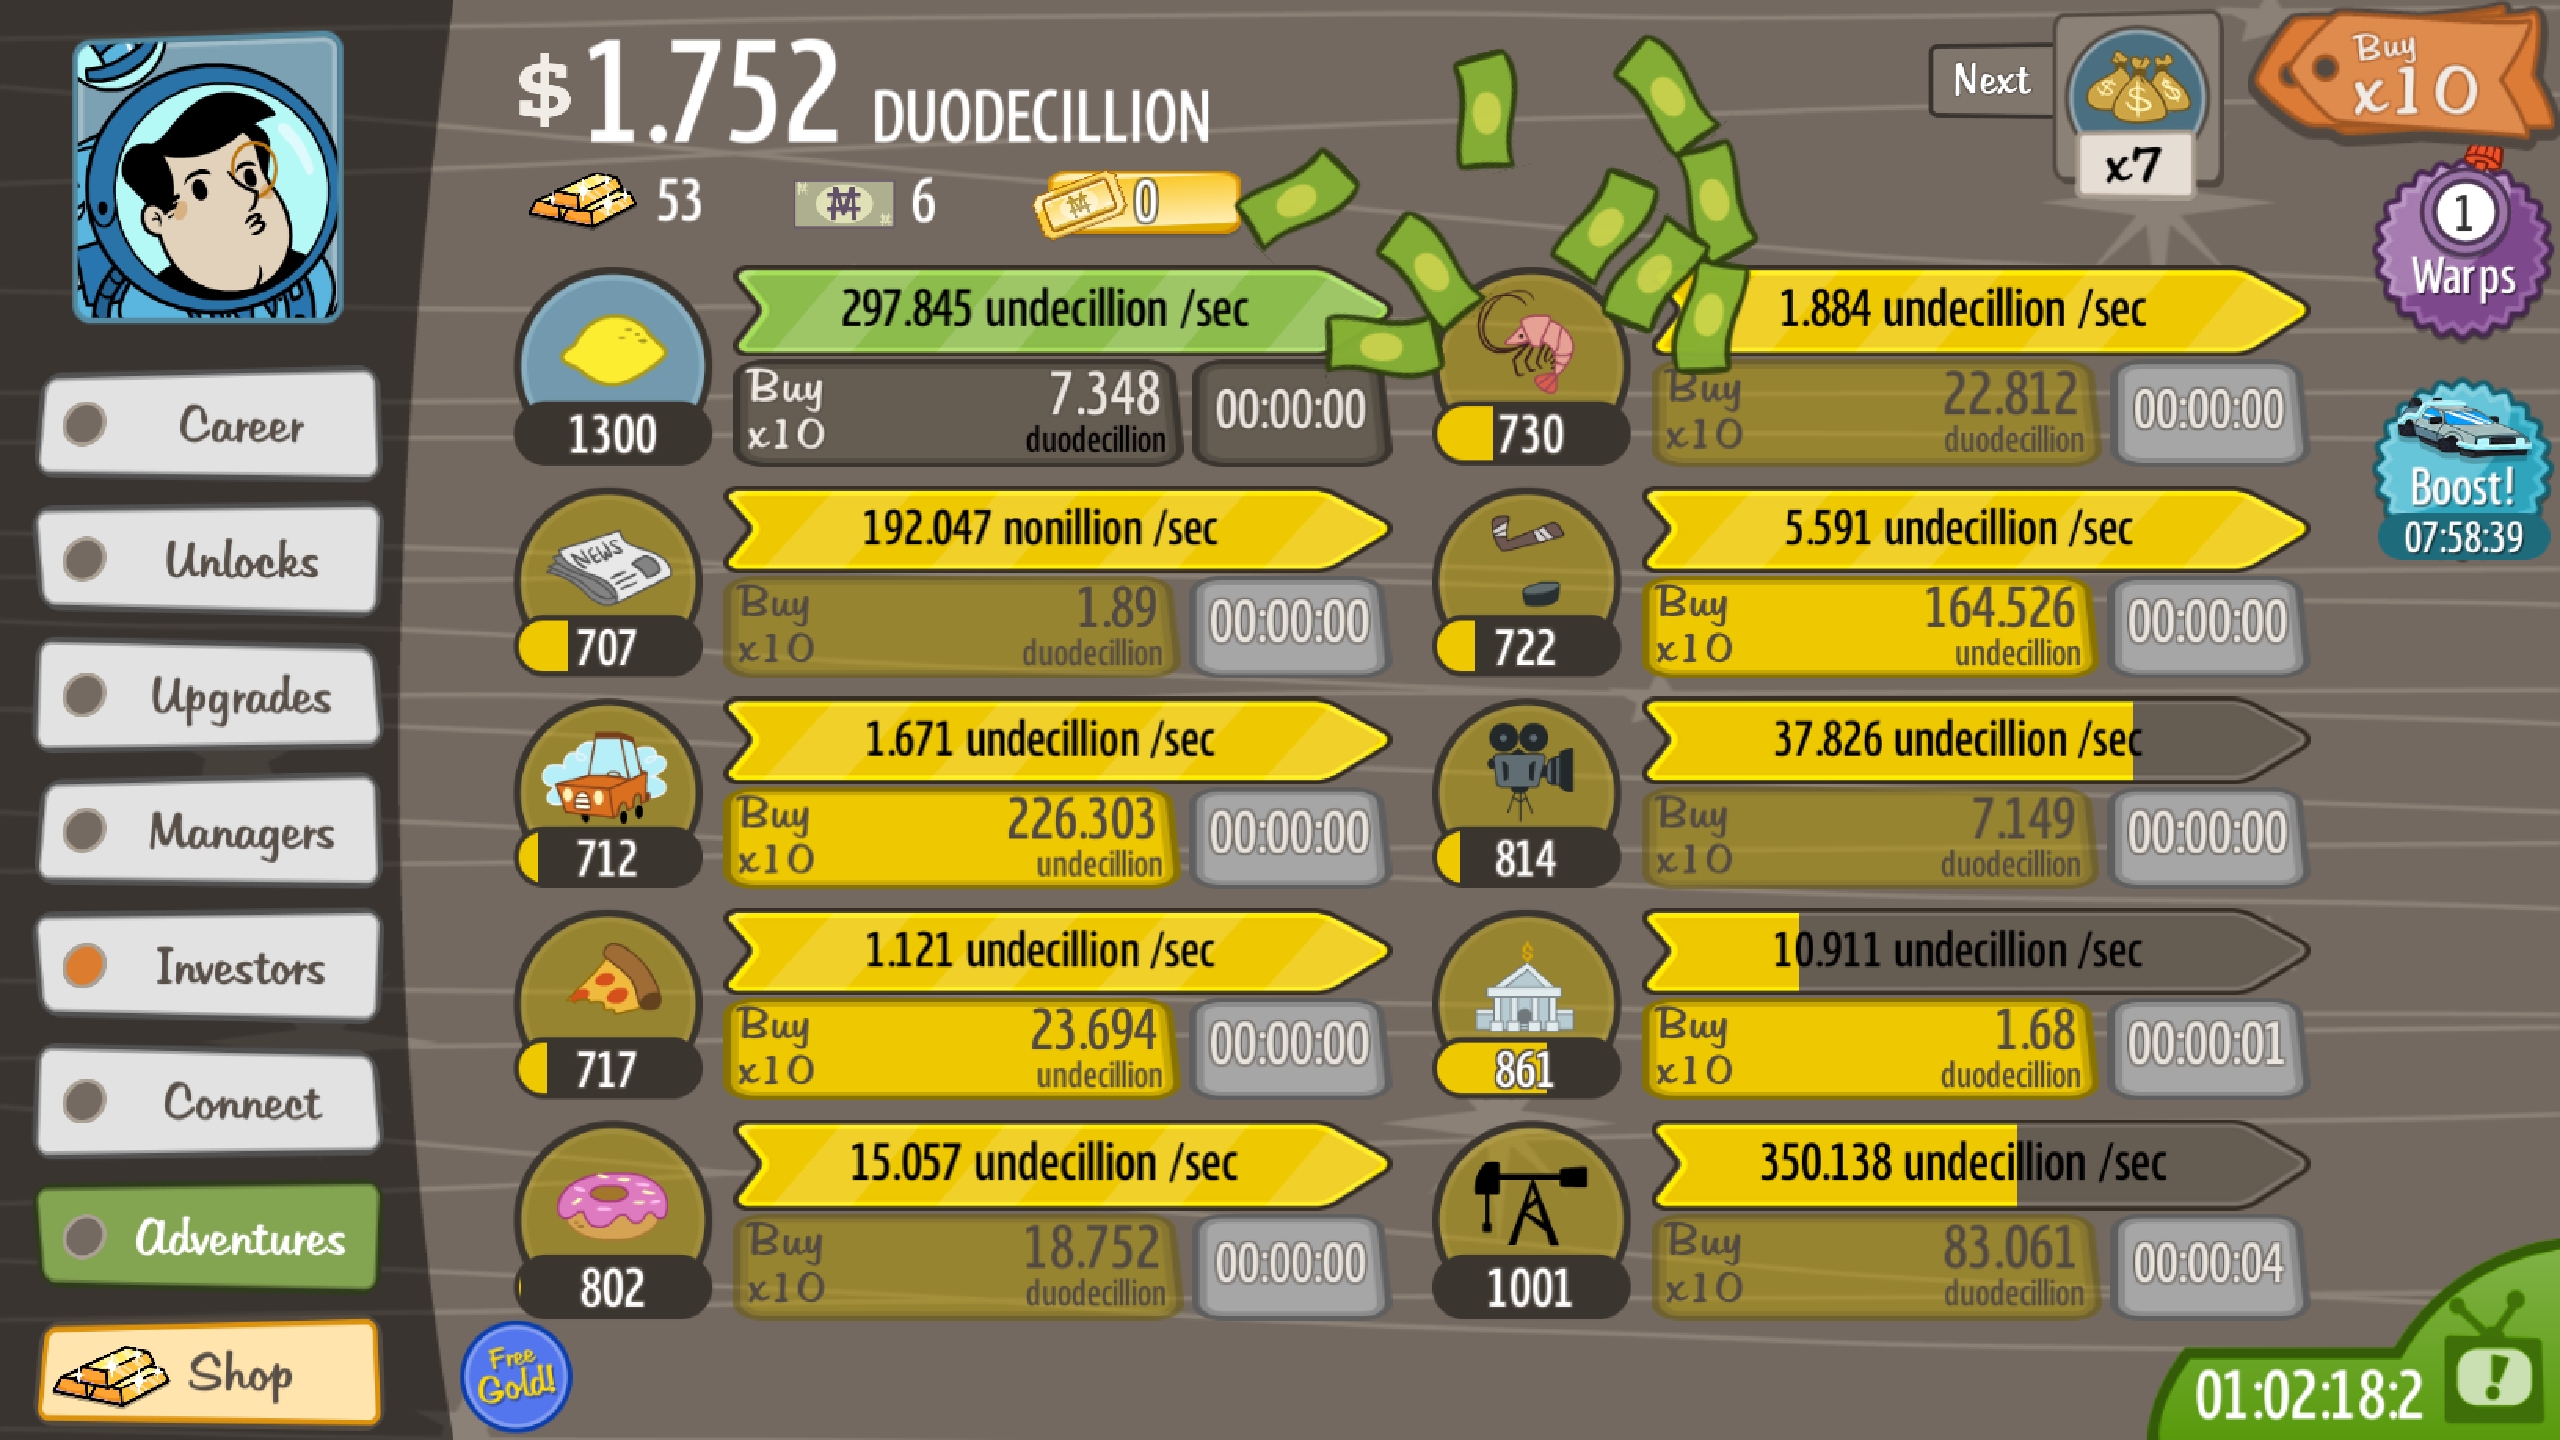 $1.752 DUODECILLION
53
6
0
Next
x7
Buy
x10
1
Warps
Boost!
07:58:39
Career
Unlocks
Upgrades
Managers
Investors
Connect
Adventures
Shop
297.845 undecillion /sec
1300
Buy
x10
7.348
duodecillion
00:00:00
1.884 undecillion /sec
730
Buy
x10
22.812
duodecillion
00:00:00
NEWS
192.047 nonillion /sec
707
Buy
x10
1.89
duodecillion
00:00:00
5.591 undecillion /sec
722
Buy
x10
164.526
undecillion
00:00:00
1.671 undecillion /sec
712
Buy
x10
226.303
undecillion
00:00:00
37.826 undecillion /sec
814
Buy
x10
7.149
duodecillion
00:00:00
1.121 undecillion /sec
717
Buy
x10
23.694
undecillion
00:00:00
10.911 undecillion /sec
861
Buy
x10
1.68
duodecillion
00:00:01
15.057 undecillion /sec
802
Buy
x10
18.752
duodecillion
00:00:00
350.138 undecillion /sec
1001
Buy
x10
83.061
duodecillion
00:00:04
Free
Gold!
01:02:18:2